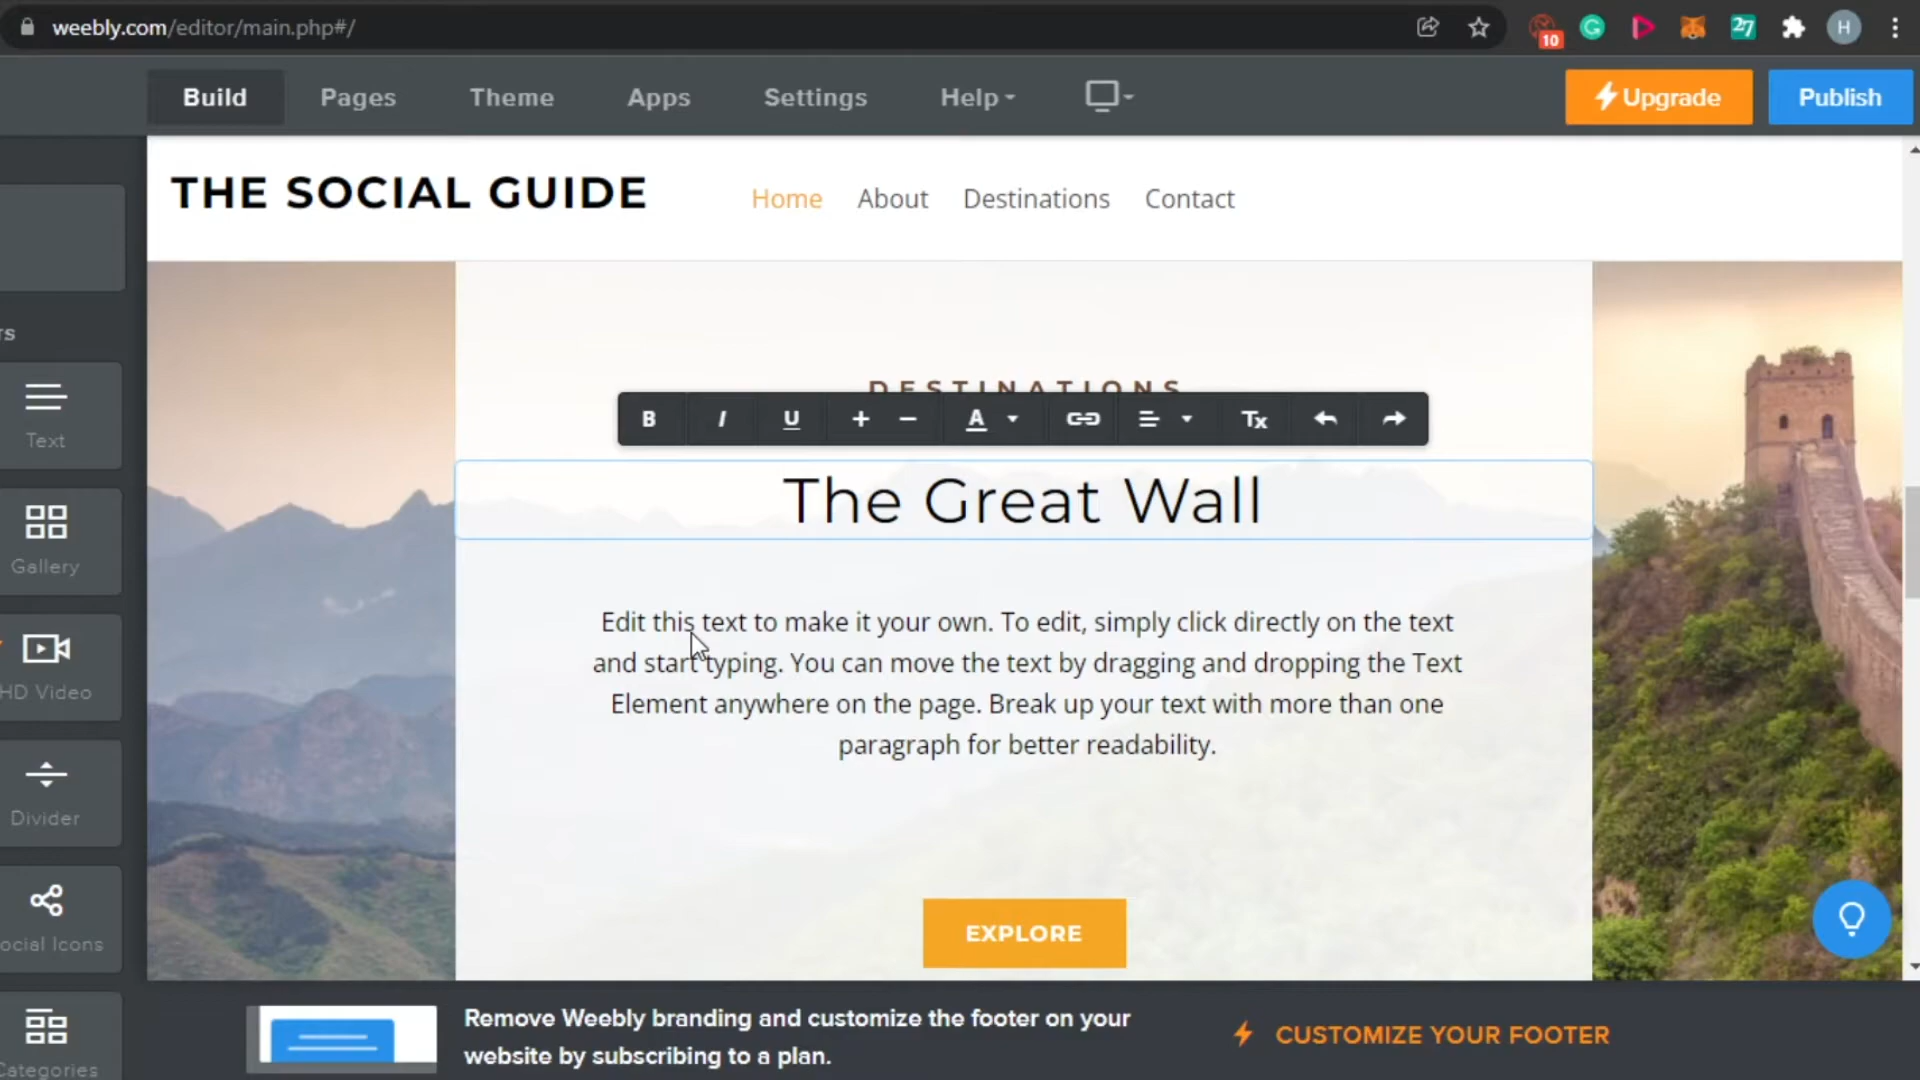 weebly.com/editor/main.php#/
10
G
27
H
Build
Pages
Theme
Apps
Settings
Help
Upgrade
Publish
THE SOCIAL GUIDE
Home
About
Destinations
Contact
rs
Text
Gallery
HD Video
Divider
ocial Icons
Categories
DESTINATIONS
B I U + − A Tx
The Great Wall
Edit this text to make it your own. To edit, simply click directly on the text
and start typing. You can move the text by dragging and dropping the Text
Element anywhere on the page. Break up your text with more than one
paragraph for better readability.
EXPLORE
Remove Weebly branding and customize the footer on your
website by subscribing to a plan.
CUSTOMIZE YOUR FOOTER